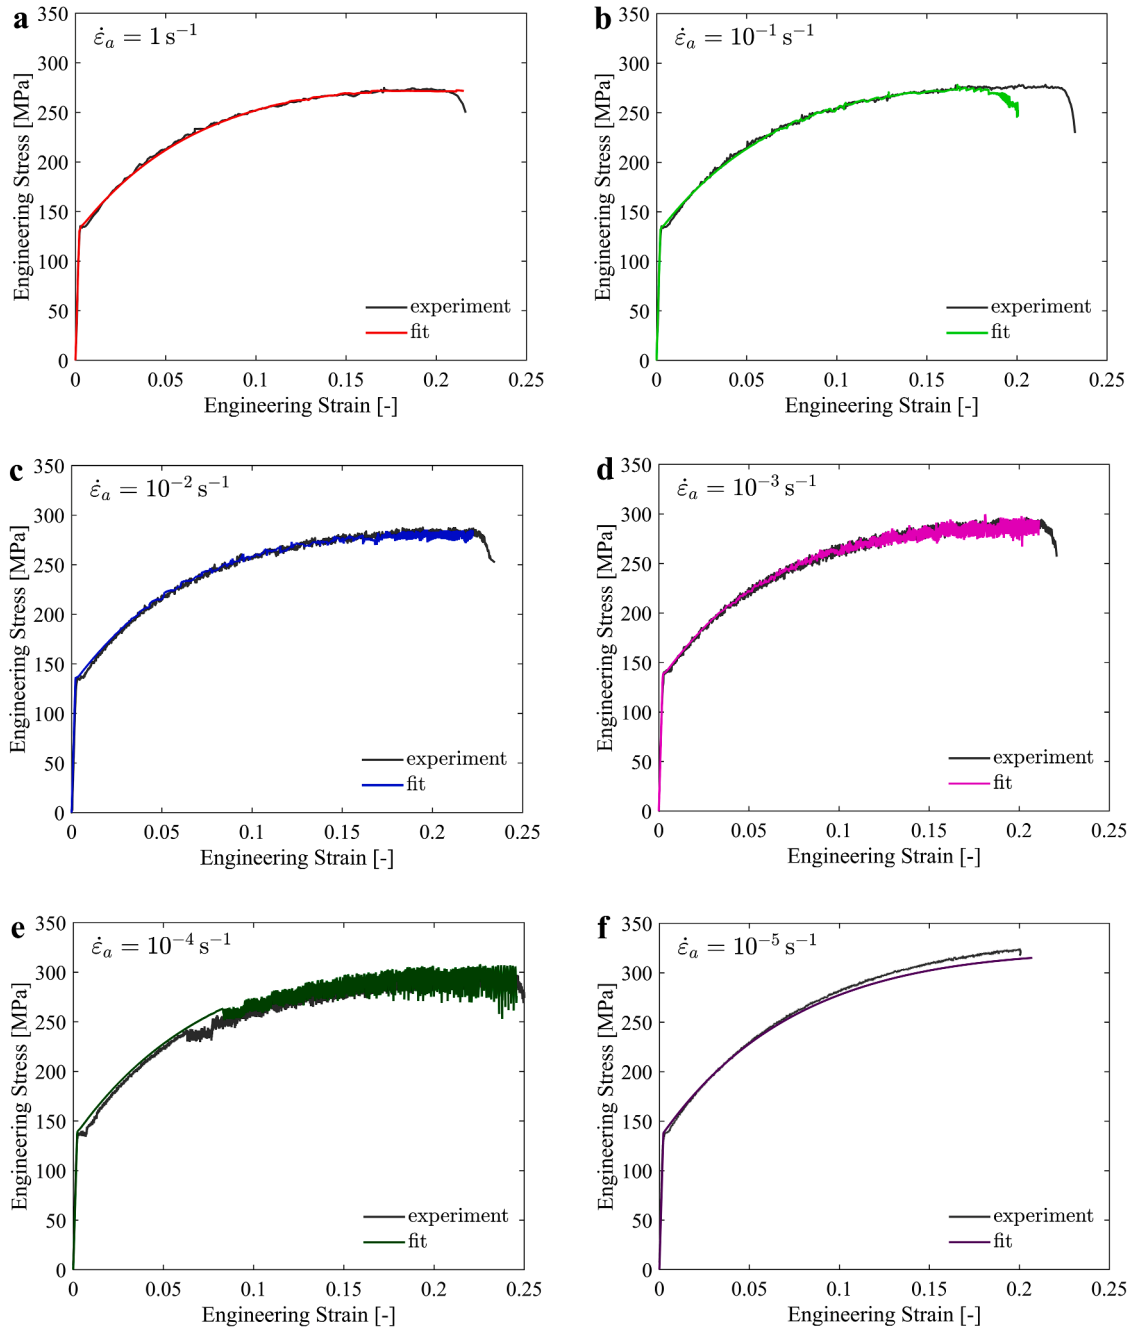 a
ε̇ₐ = 1 s⁻¹
Engineering Stress [MPa]
350
300
250
200
150
100
50
0
experiment
fit
0 0.05 0.1 0.15 0.2 0.25
Engineering Strain [-]
b
ε̇ₐ = 10⁻¹ s⁻¹
Engineering Stress [MPa]
350
300
250
200
150
100
50
0
experiment
fit
0 0.05 0.1 0.15 0.2 0.25
Engineering Strain [-]
c
ε̇ₐ = 10⁻² s⁻¹
Engineering Stress [MPa]
350
300
250
200
150
100
50
0
experiment
fit
0 0.05 0.1 0.15 0.2 0.25
Engineering Strain [-]
d
ε̇ₐ = 10⁻³ s⁻¹
Engineering Stress [MPa]
350
300
250
200
150
100
50
0
experiment
fit
0 0.05 0.1 0.15 0.2 0.25
Engineering Strain [-]
e
ε̇ₐ = 10⁻⁴ s⁻¹
Engineering Stress [MPa]
350
300
250
200
150
100
50
0
experiment
fit
0 0.05 0.1 0.15 0.2 0.25
Engineering Strain [-]
f
ε̇ₐ = 10⁻⁵ s⁻¹
Engineering Stress [MPa]
350
300
250
200
150
100
50
0
experiment
fit
0 0.05 0.1 0.15 0.2 0.25
Engineering Strain [-]